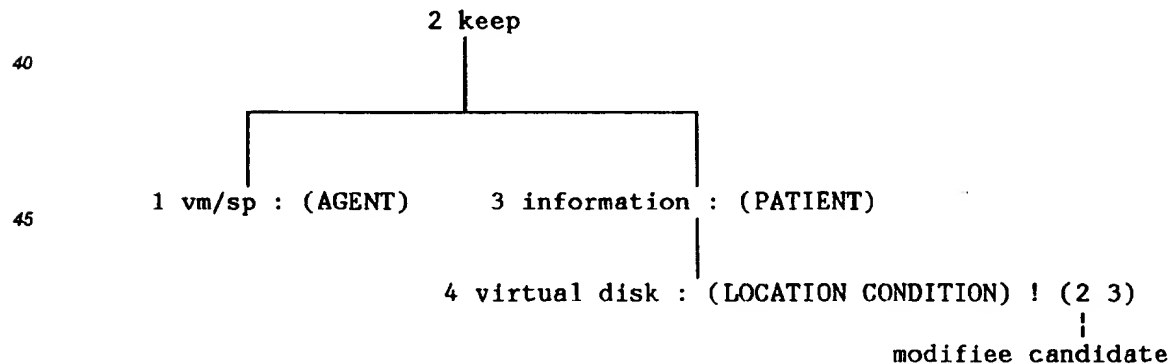 2 keep
40
1 vm/sp : (AGENT) 3 information : (PATIENT)
45
4 virtual disk : (LOCATION CONDITION) ! (2 3)
modifiee candidate